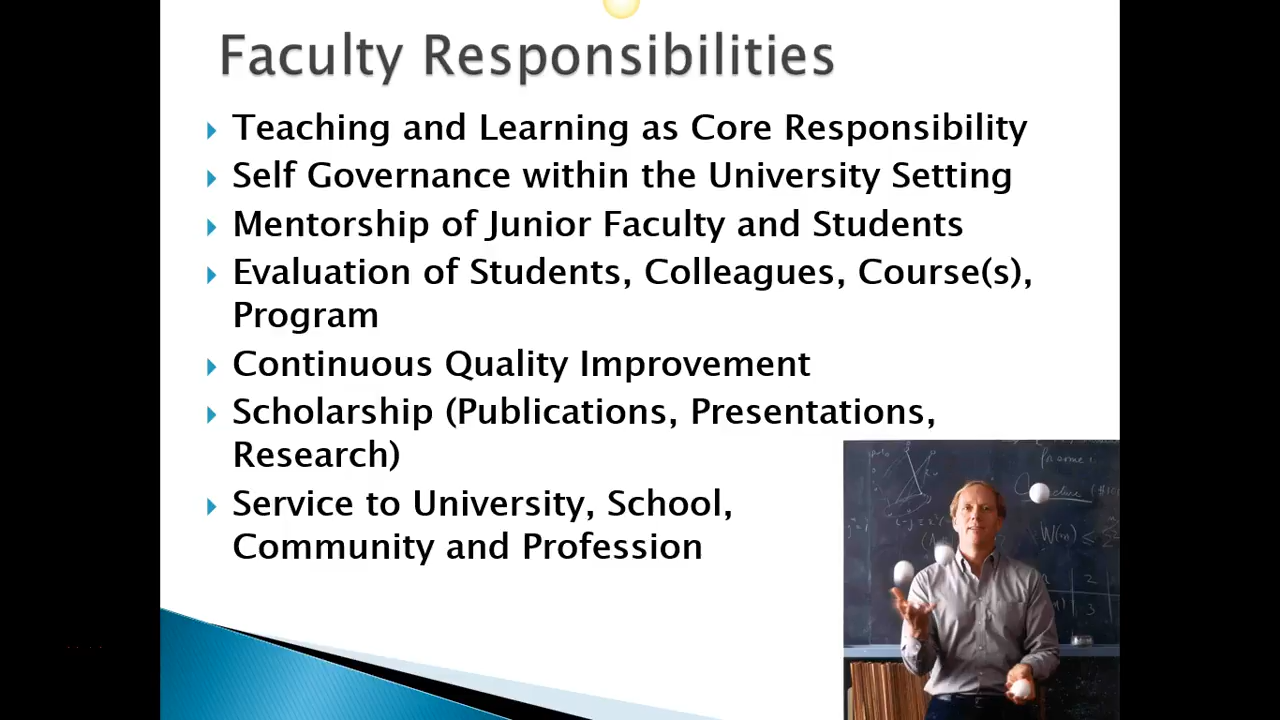 Faculty Responsibilities
Teaching and Learning as Core Responsibility
Self Governance within the University Setting
Mentorship of Junior Faculty and Students
Evaluation of Students, Colleagues, Course(s),
Program
Continuous Quality Improvement
Scholarship (Publications, Presentations,
Research)
Service to University, School,
Community and Profession